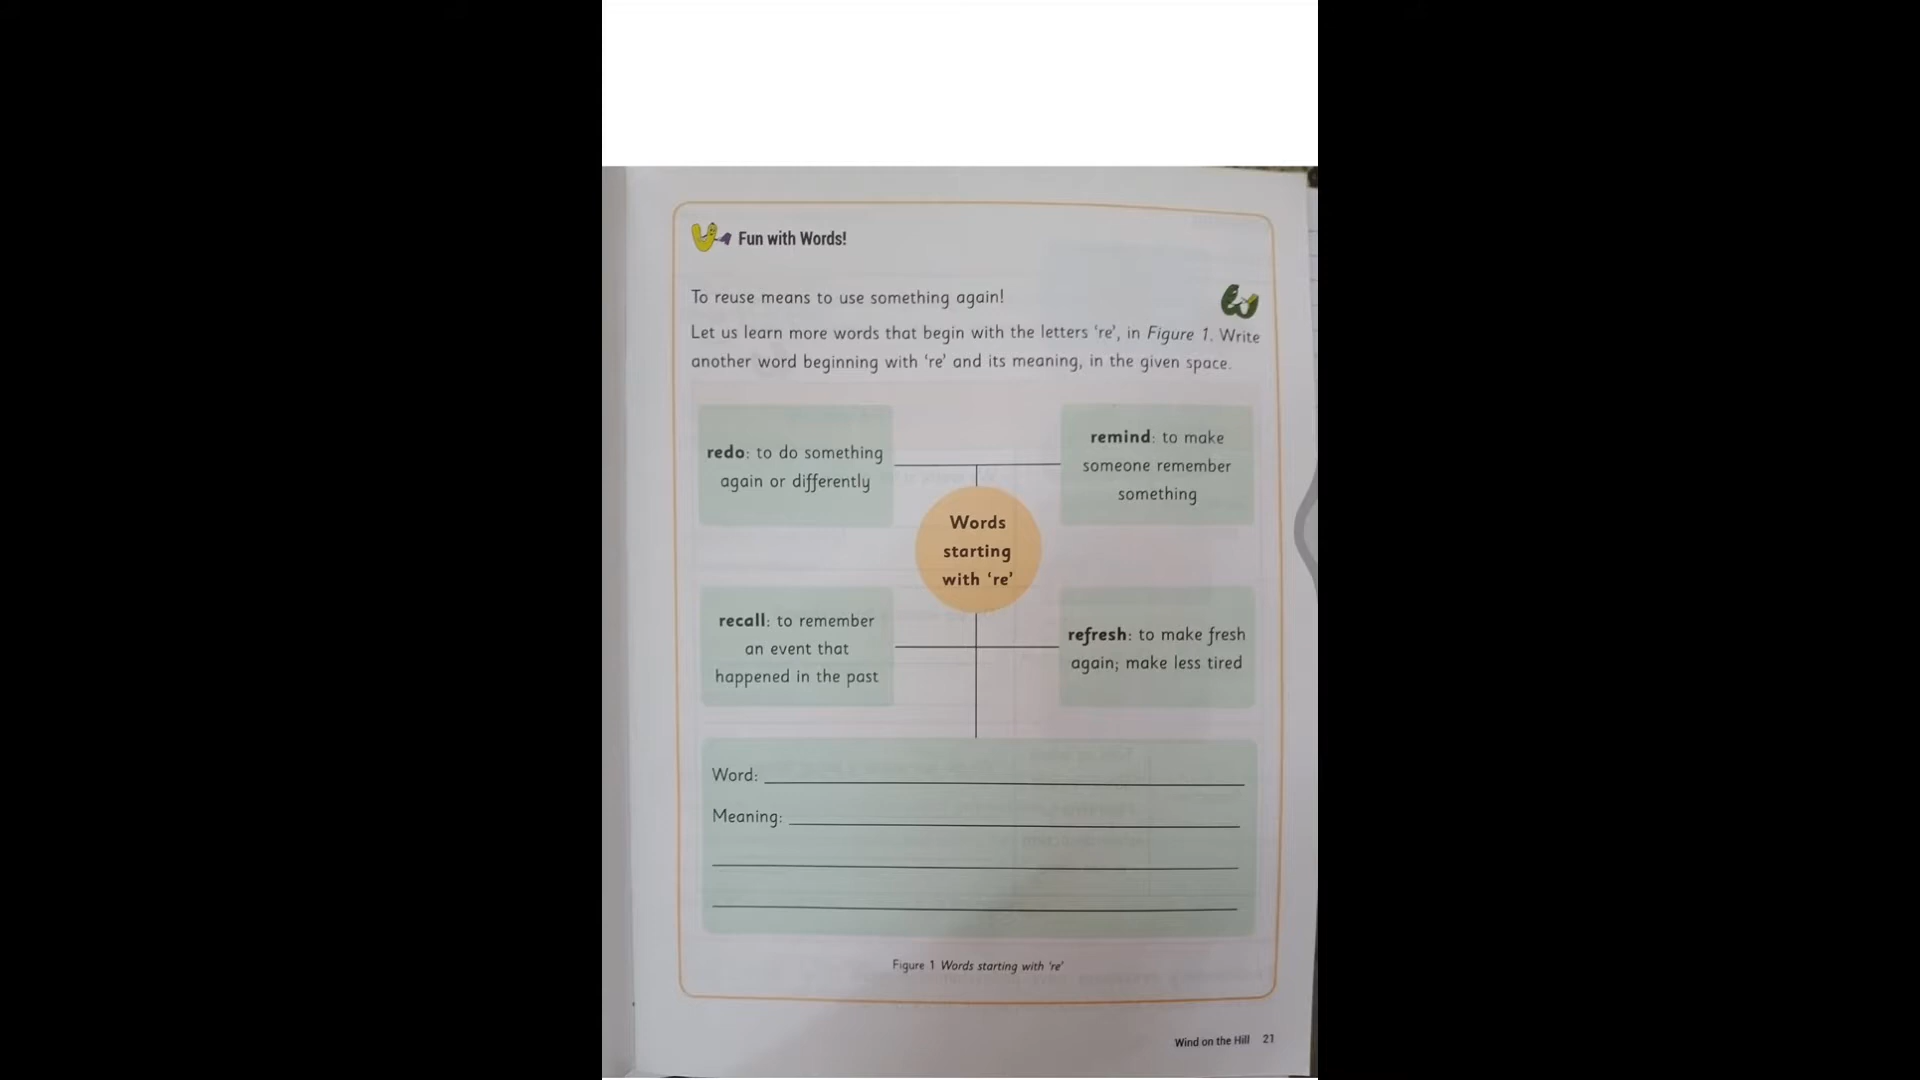 Fun with Words!
To reuse means to use something again!
Let us learn more words that begin with the letters ‘re’, in Figure 1. Write
another word beginning with ‘re’ and its meaning, in the given space.
redo: to do something
again or differently
remind: to make
someone remember
something
Words
starting
with ‘re’
recall: to remember
an event that
happened in the past
refresh: to make fresh
again; make less tired
Word:
Meaning:
Figure 1 Words starting with ‘re’
Wind on the Hill 21